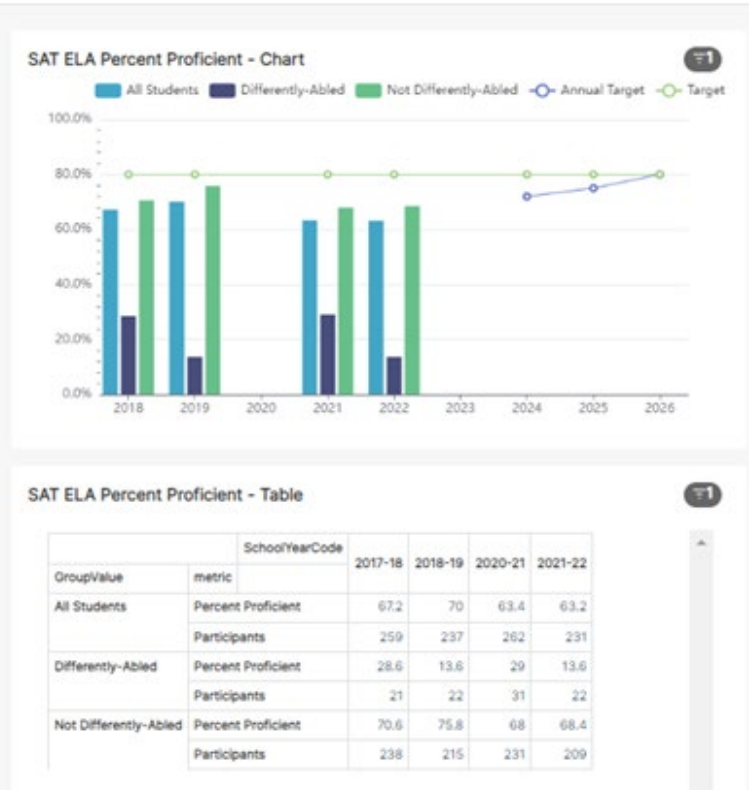 SAT ELA Percent Proficient - Chart
1
All Students Differently-Abled Not Differently-Abled Annual Target Target
100.0%
80.0%
60.0%
40.0%
20.0%
0.0%
2018 2019 2020 2021 2022 2023 2024 2025 2026
SAT ELA Percent Proficient - Table
1
SchoolYearCode 2017-18 2018-19 2020-21 2021-22
GroupValue metric
All Students Percent Proficient 67.2 70 63.4 63.2
Participants 259 237 262 231
Differently-Abled Percent Proficient 28.6 13.6 29 13.6
Participants 21 22 31 22
Not Differently-Abled Percent Proficient 70.6 75.8 68 68.4
Participants 238 215 231 209